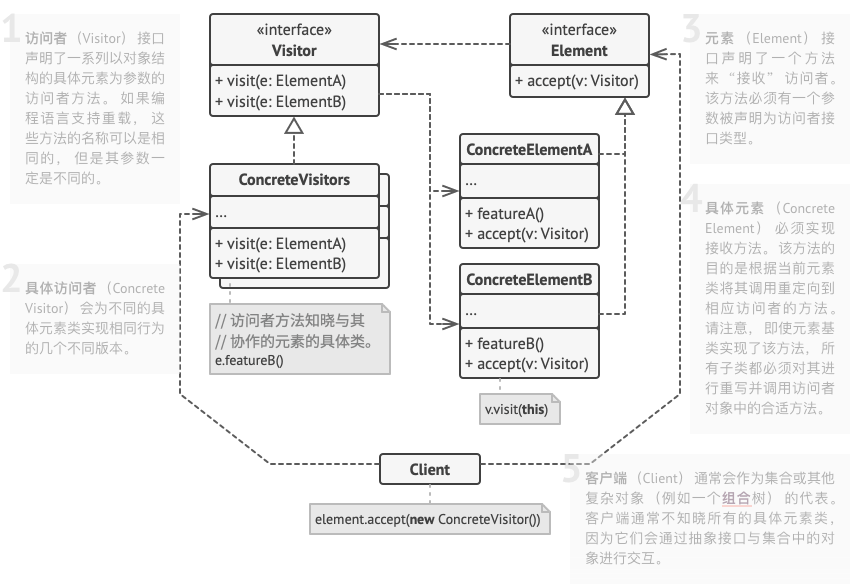 1
访问者 （Visitor） 接口
声明了一系列以对象结
构的具体元素为参数的
访问者方法。 如果编
程语言支持重载， 这
些方法的名称可以是相
同的， 但是其参数一
定是不同的。
2
具体访问者 （Concrete
Visitor） 会为不同的具
体元素类实现相同行为
的几个不同版本。
«interface»
Visitor
+ visit(e: ElementA)
+ visit(e: ElementB)
ConcreteVisitors
...
+ visit(e: ElementA)
+ visit(e: ElementB)
// 访问者方法知晓与其
// 协作的元素的具体类。
e.featureB()
«interface»
Element
+ accept(v: Visitor)
ConcreteElementA
...
+ featureA()
+ accept(v: Visitor)
ConcreteElementB
...
+ featureB()
+ accept(v: Visitor)
v.visit(this)
3
元素 （Element） 接
口声明了一个方法
来 “接收” 访问者。
该方法必须有一个参
数被声明为访问者接
口类型。
4
具体元素 （Concrete
Element） 必须实现
接收方法。该方法的
目的是根据当前元素
类将其调用重定向到
相应访问者的方法。
请注意， 即使元素基
类实现了该方法， 所
有子类都必须对其进
行重写并调用访问者
对象中的合适方法。
Client
element.accept(new ConcreteVisitor())
5
客户端 （Client） 通常会作为集合或其他
复杂对象 （例如一个组合树） 的代表。
客户端通常不知晓所有的具体元素类，
因为它们会通过抽象接口与集合中的对
象进行交互。